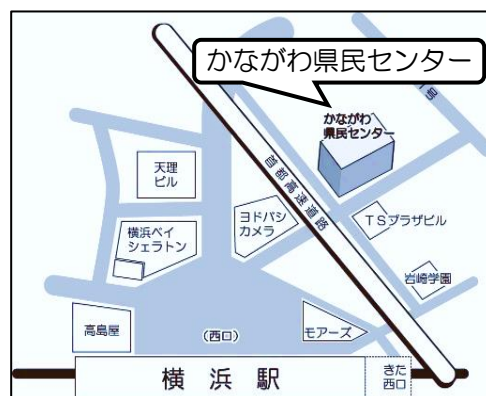 かながわ県民センター
かながわ
県民センター
首都高速道路
天理
ビル
ヨドバシ
カメラ
横浜ベイ
シェラトン
TSプラザビル
岩崎学園
高島屋
(西口)
モアーズ
横浜駅
きた
西口